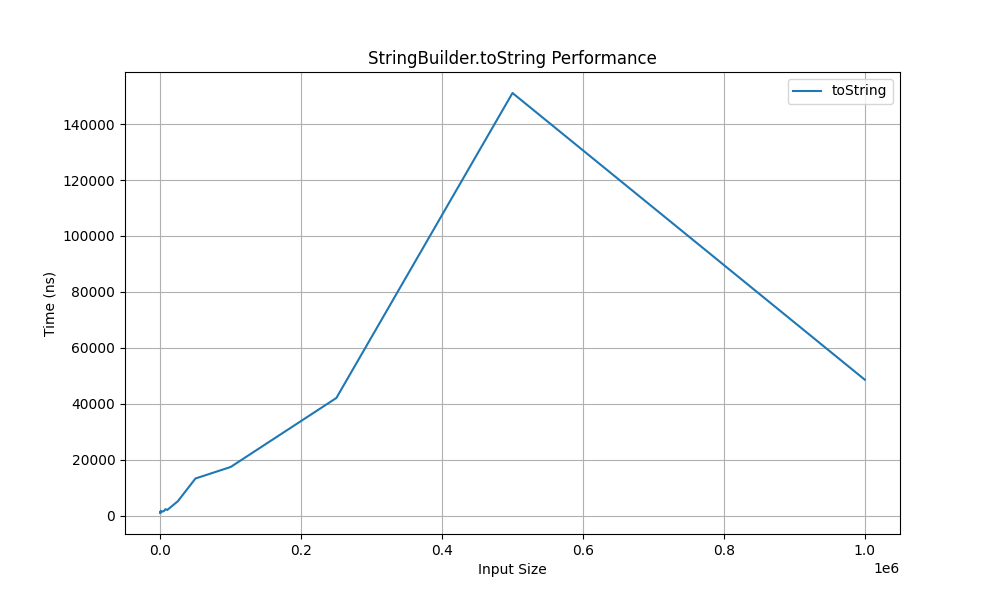 StringBuilder.toString Performance
toString
Time (ns)
140000
120000
100000
80000
60000
40000
20000
0
0.0 0.2 0.4 0.6 0.8 1.0
1e6
Input Size